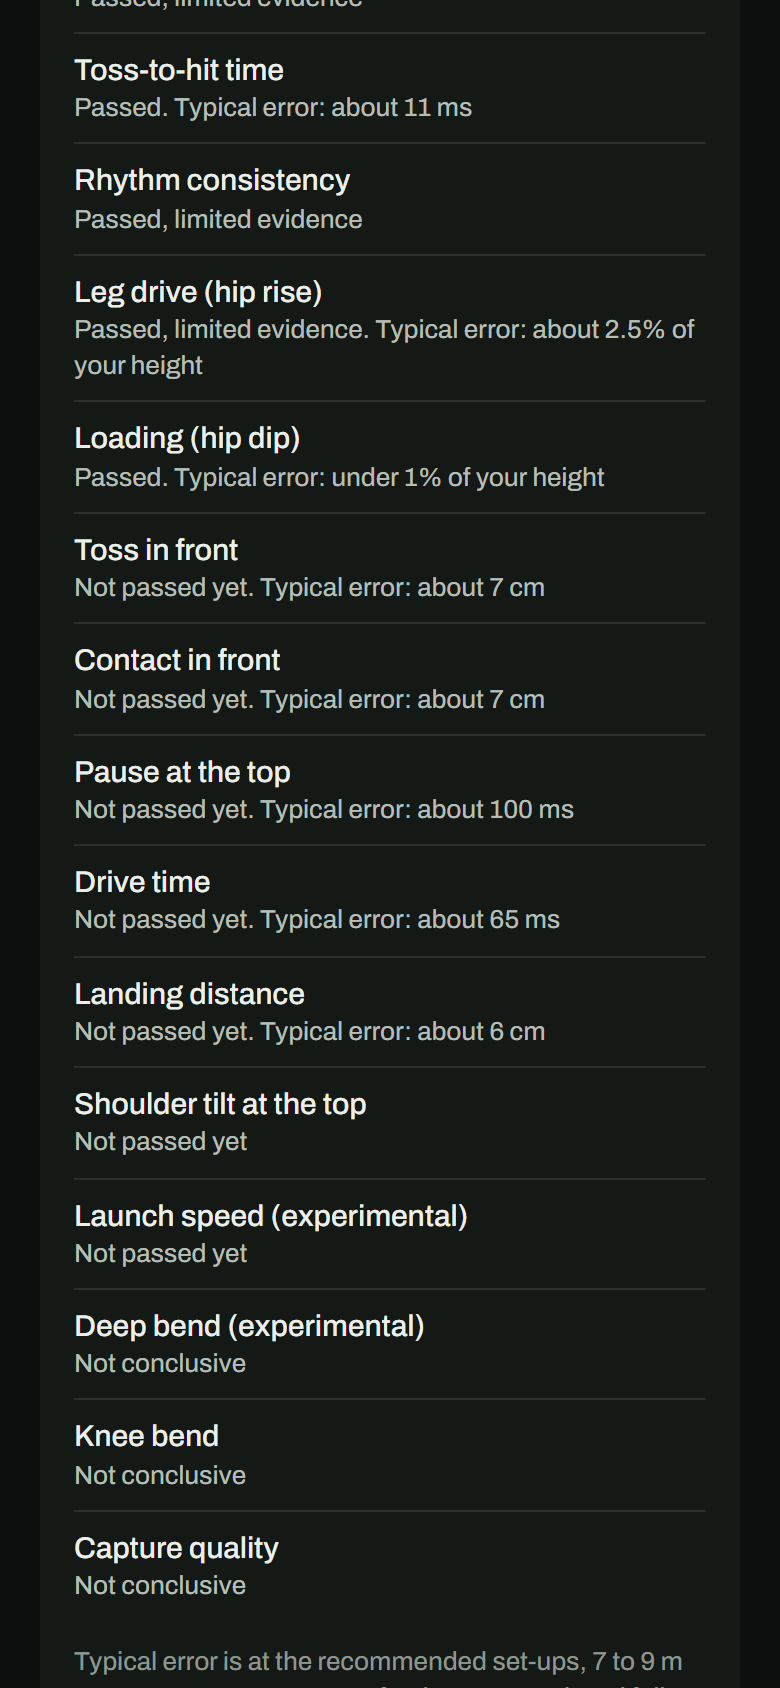 Passed, limited evidence
Toss-to-hit time
Passed. Typical error: about 11 ms
Rhythm consistency
Passed, limited evidence
Leg drive (hip rise)
Passed, limited evidence. Typical error: about 2.5% of
your height
Loading (hip dip)
Passed. Typical error: under 1% of your height
Toss in front
Not passed yet. Typical error: about 7 cm
Contact in front
Not passed yet. Typical error: about 7 cm
Pause at the top
Not passed yet. Typical error: about 100 ms
Drive time
Not passed yet. Typical error: about 65 ms
Landing distance
Not passed yet. Typical error: about 6 cm
Shoulder tilt at the top
Not passed yet
Launch speed (experimental)
Not passed yet
Deep bend (experimental)
Not conclusive
Knee bend
Not conclusive
Capture quality
Not conclusive
Typical error is at the recommended set-ups, 7 to 9 m